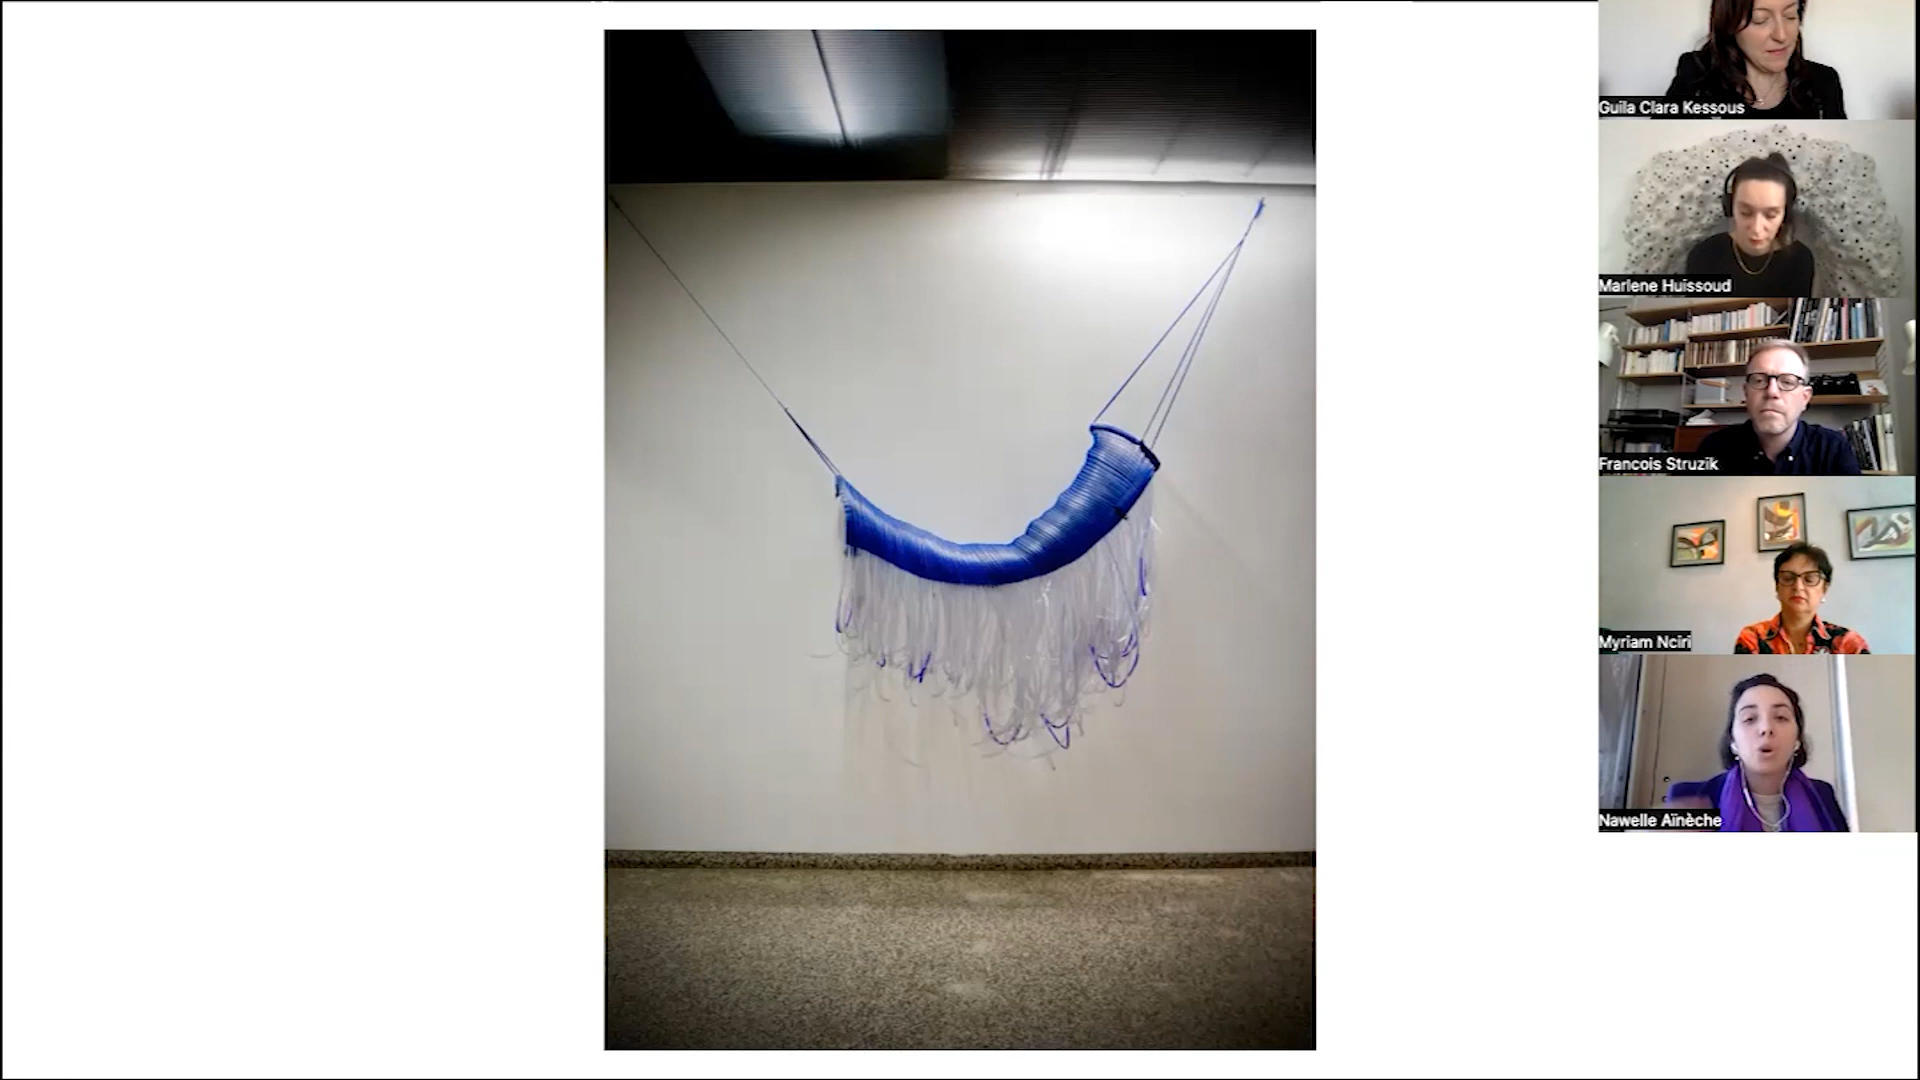 Guila Clara Kessous
Marlene Huissoud
Francois Struzik
Myriam Nciri
Nawelle Aïnèche